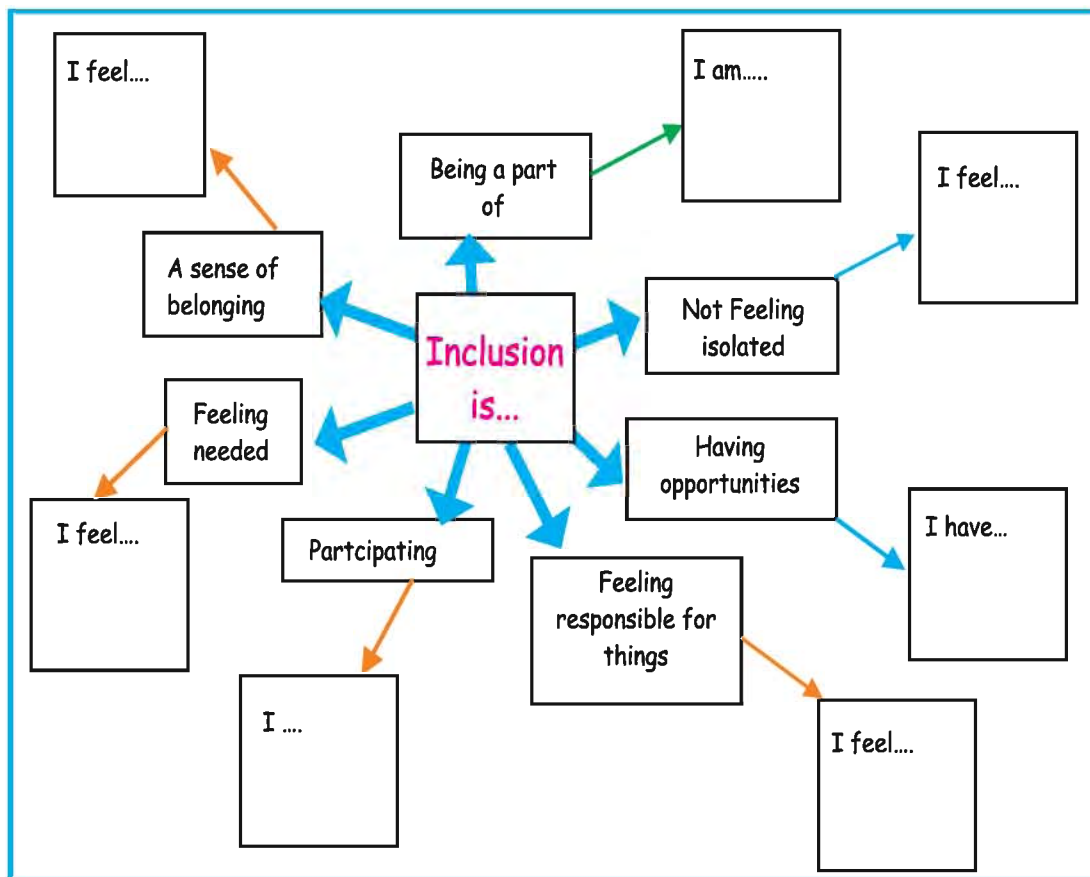 I feel....
I am.....
Being a part
of
I feel....
A sense of
belonging
Not Feeling
isolated
Inclusion
is...
Feeling
needed
Having
opportunities
I feel....
Partcipating
I have...
Feeling
responsible for
things
I ....
I feel....